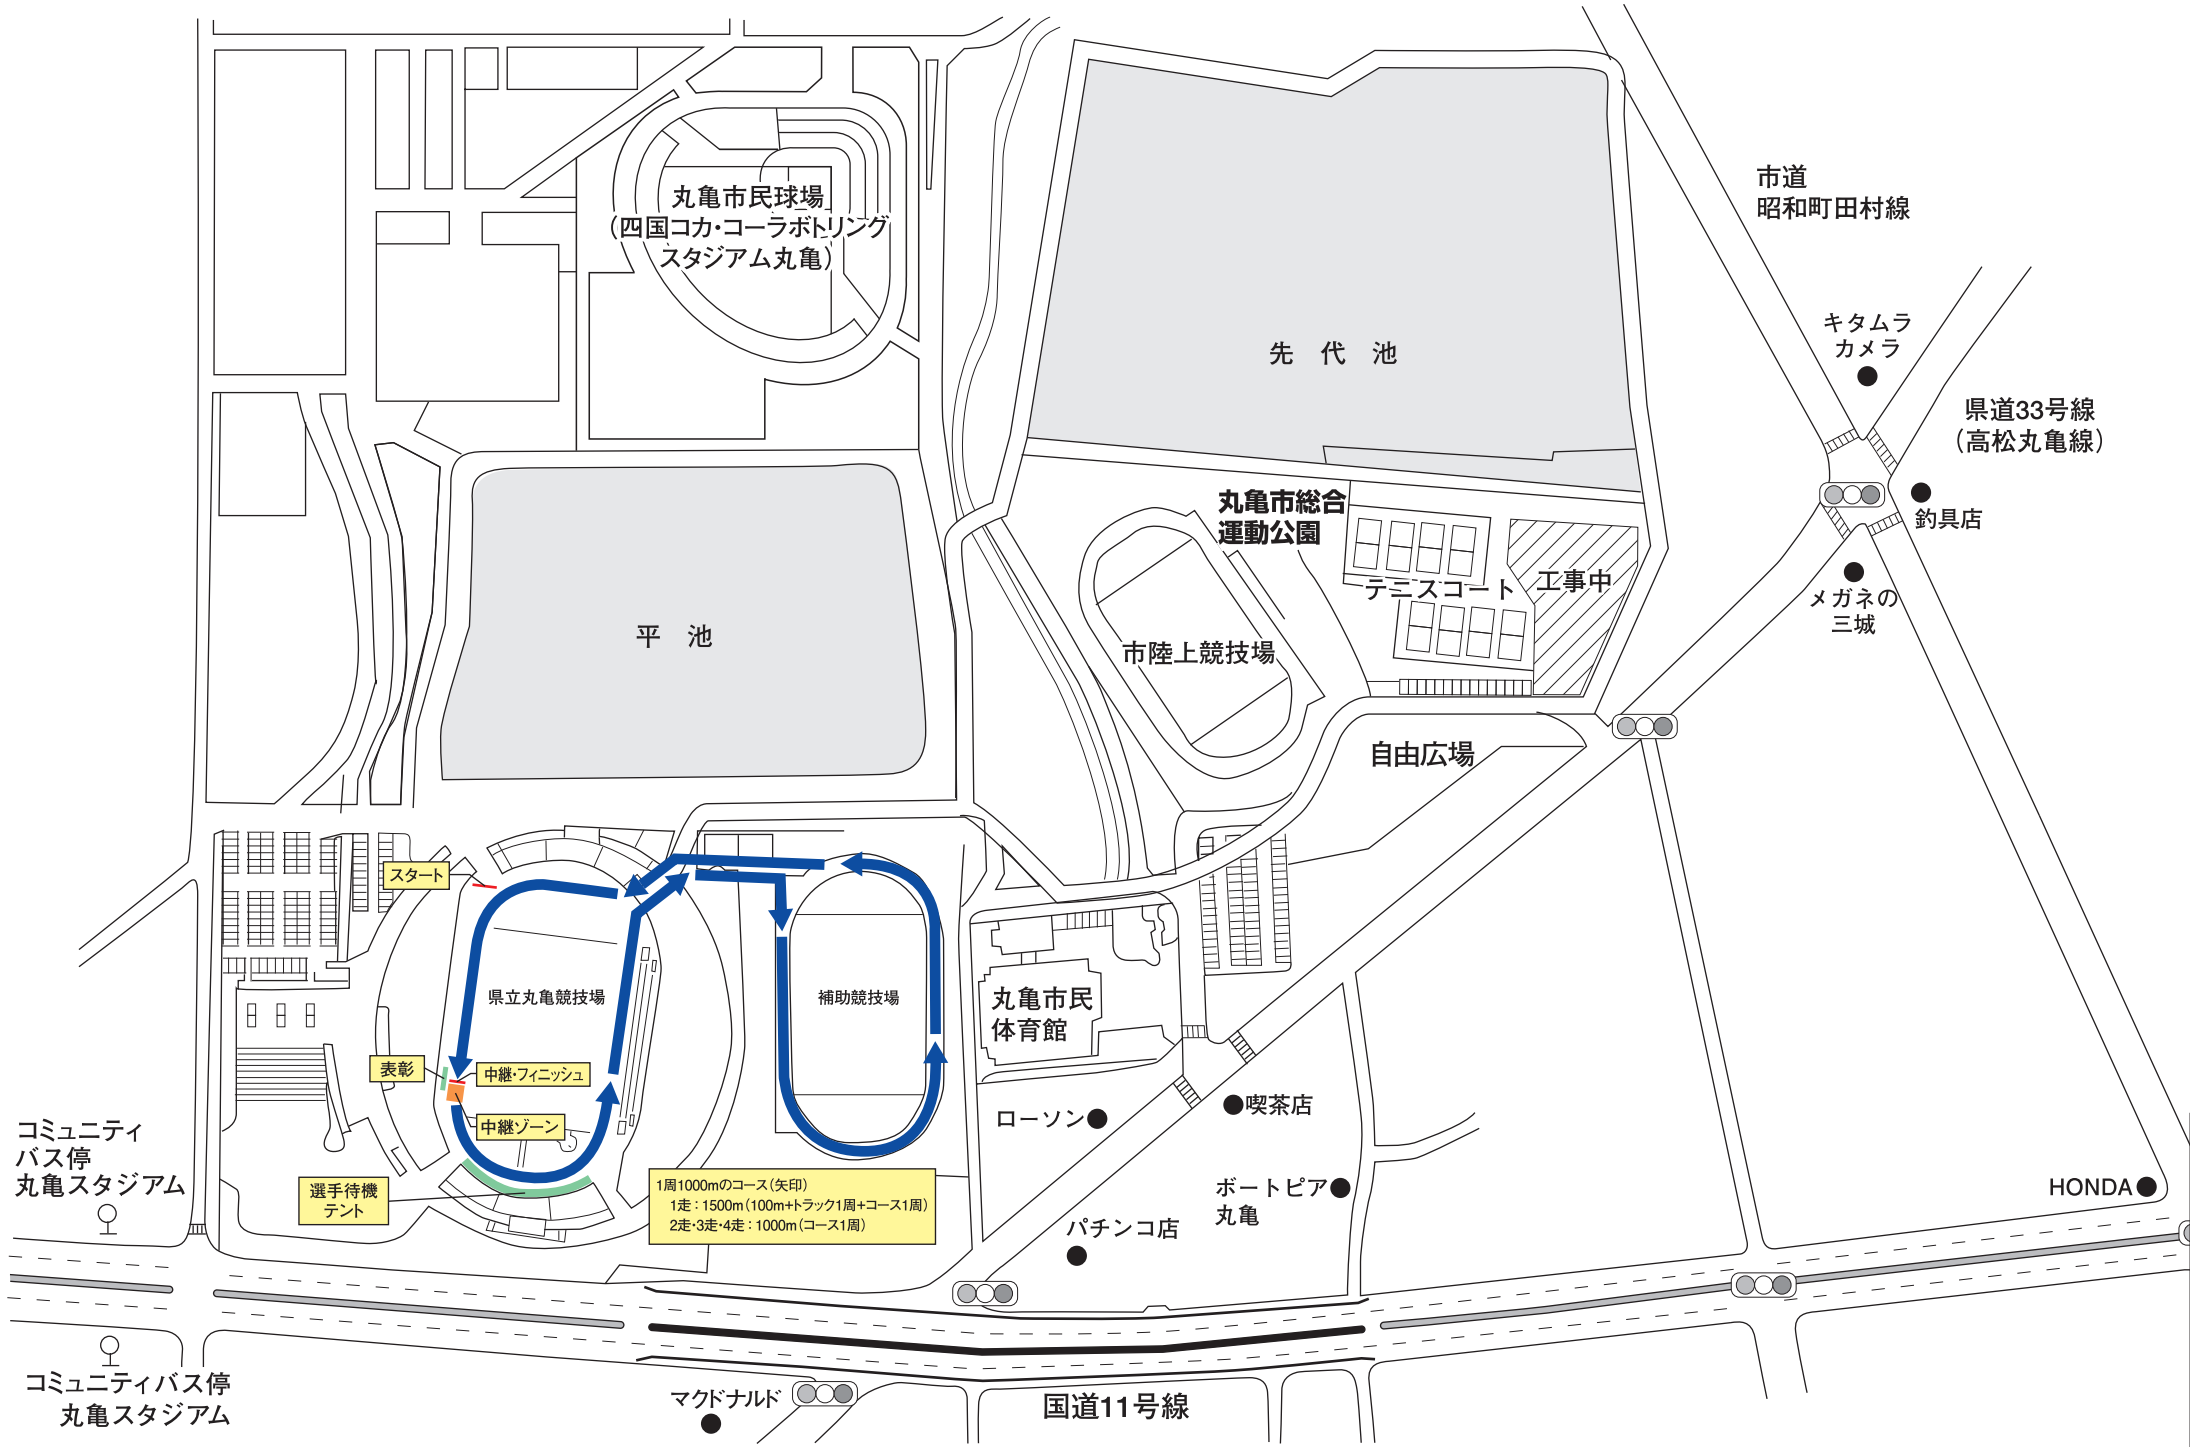 丸亀市民球場
（四国コカ・コーラボトリング
スタジアム丸亀）
市道
昭和町田村線
キタムラ
カメラ
先 代 池
県道33号線
（高松丸亀線）
釣具店
丸亀市総合
運動公園
テニスコート
工事中
メガネの
三城
平 池
市陸上競技場
自由広場
スタート
県立丸亀競技場
補助競技場
丸亀市民
体育館
表彰
中継・フィニッシュ
中継ゾーン
ローソン
喫茶店
コミュニティ
バス停
丸亀スタジアム
選手待機
テント
1周1000mのコース（矢印）
1走：1500m（100m+トラック1周+コース1周）
2走・3走・4走：1000m（コース1周）
ボートピア
丸亀
HONDA
パチンコ店
コミュニティバス停
丸亀スタジアム
マクドナルド
国道11号線